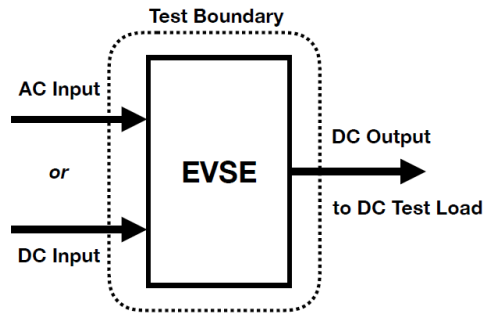 Test Boundary
AC Input
or
DC Input
EVSE
DC Output
to DC Test Load